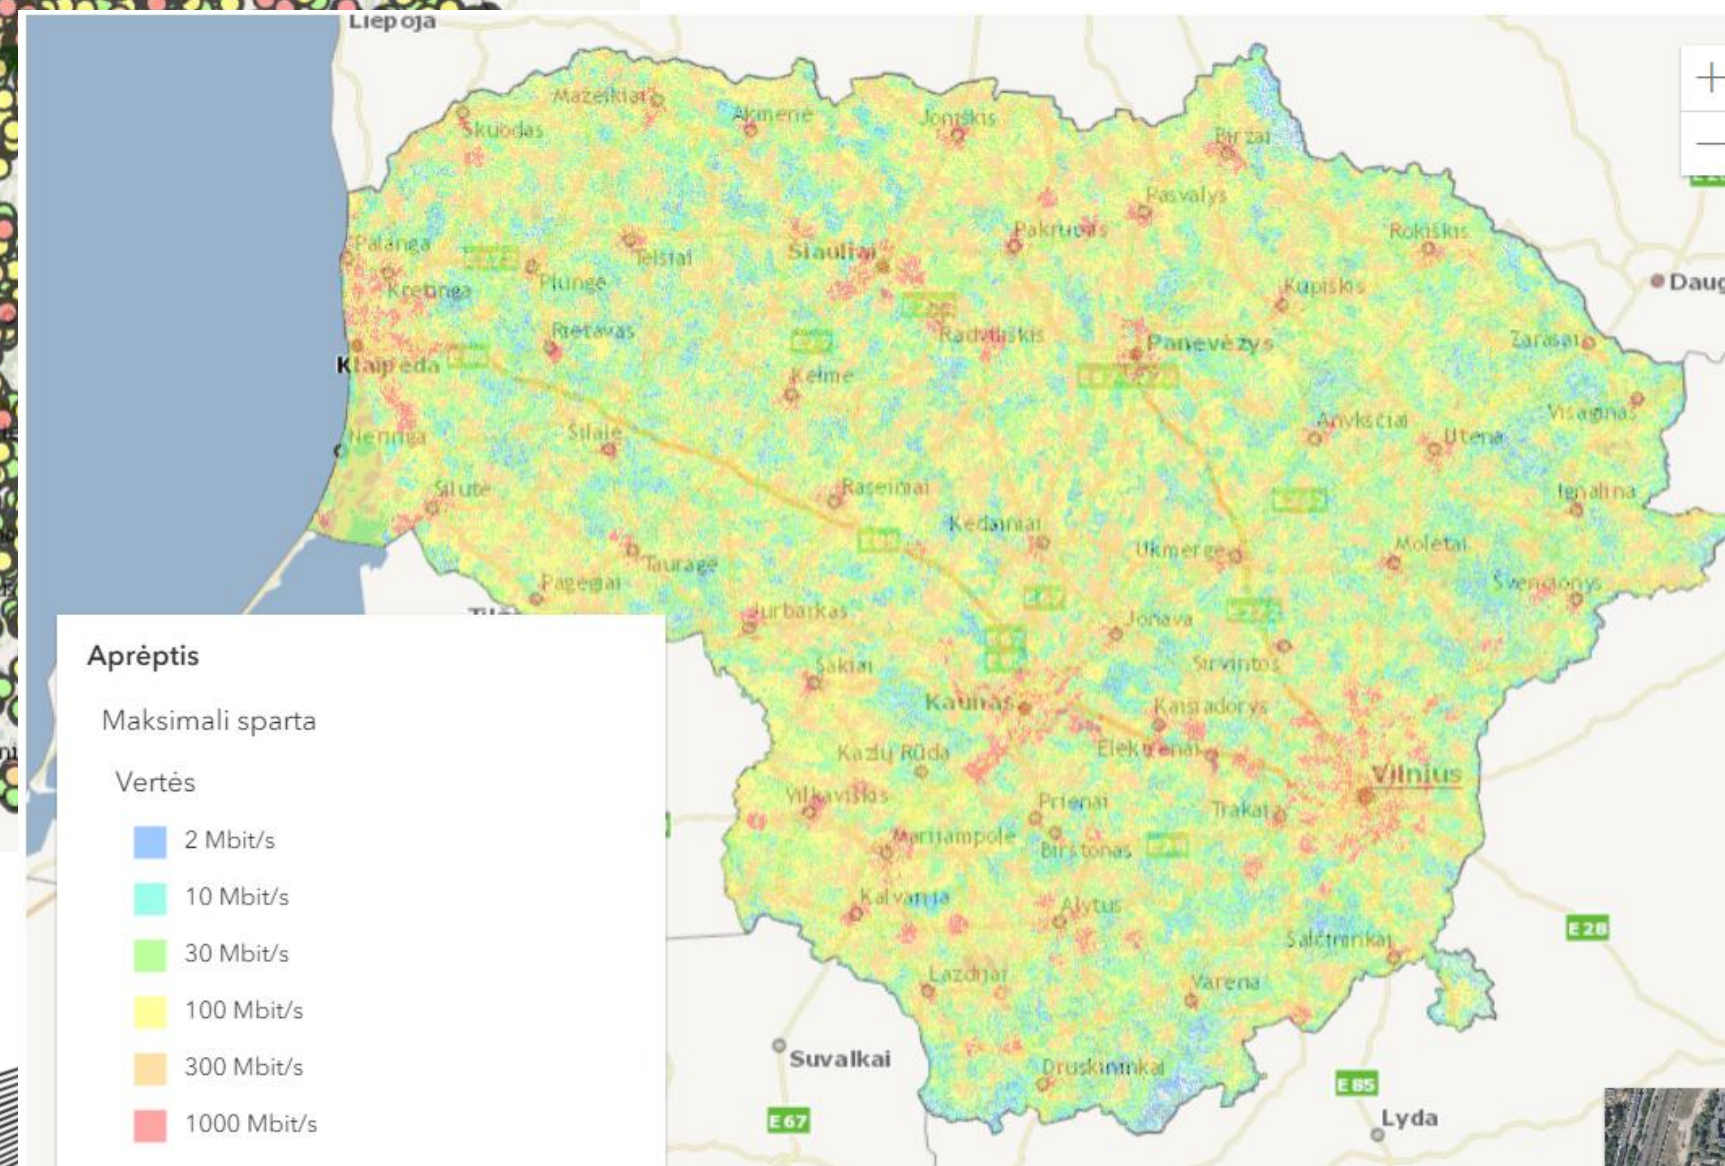 Liepoja
Mažeikiai
Skuodas
Akmenė
Joniškis
Biržai
Pasvalys
Palanga
Telšiai
Šiauliai
Pakruojis
Rokiškis
Kretinga
Plungė
Kupiškis
Daug
Rietavas
Radviliškis
Panevėžys
Zarasai
Klaipėda
Kelmė
Visaginas
Neringa
Šilalė
Anykščiai
Utena
Šilutė
Raseiniai
Ignalina
Kėdainiai
Ukmergė
Molėtai
Tauragė
Pagėgiai
Švenčionys
Jurbarkas
Jonava
Šakiai
Širvintos
Kaunas
Kaišiadorys
Kazlų Rūda
Elektrėnai
Vilnius
Vilkaviškis
Prienai
Trakai
Marijampolė
Birštonas
Kalvarija
Alytus
E28
Šalčininkai
Lazdijai
Varėna
Suvalkai
Druskininkai
E85
E67
Lyda
Aprėptis
Maksimali sparta
Vertės
2 Mbit/s
10 Mbit/s
30 Mbit/s
100 Mbit/s
300 Mbit/s
1000 Mbit/s